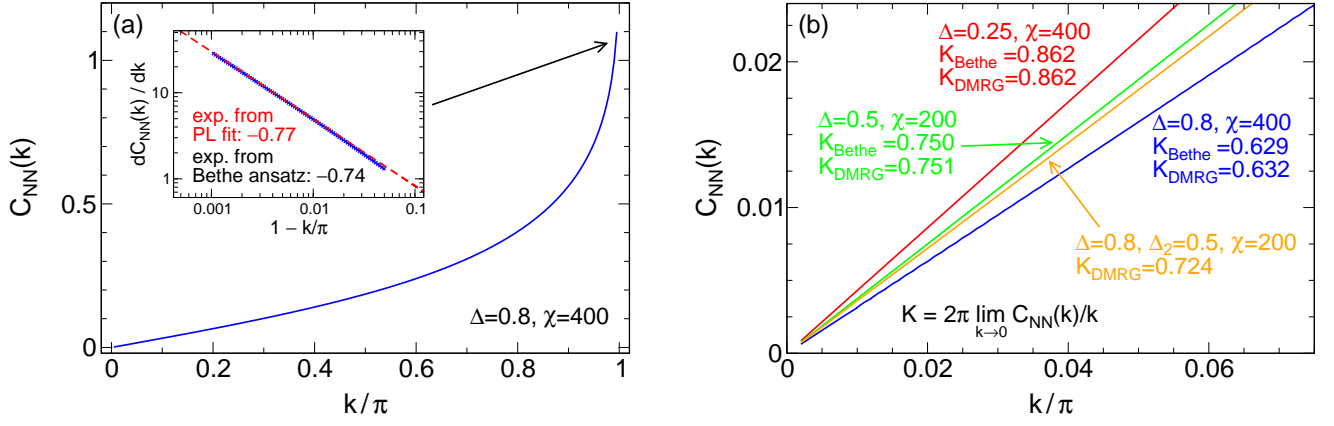 (a)
C_NN(k)
1
0.5
0
0
0.2
0.4
0.6
0.8
1
k/π
Δ=0.8, χ=400
dC_NN(k) / dk
10
1
0.001
0.01
0.1
1 − k/π
exp. from
PL fit: −0.77
exp. from
Bethe ansatz: −0.74
(b)
C_NN(k)
0.02
0.01
0
0
0.02
0.04
0.06
k/π
Δ=0.25, χ=400
K_Bethe=0.862
K_DMRG=0.862
Δ=0.5, χ=200
K_Bethe=0.750
K_DMRG=0.751
Δ=0.8, χ=400
K_Bethe=0.629
K_DMRG=0.632
Δ=0.8, Δ_2=0.5, χ=200
K_DMRG=0.724
K = 2π lim C_NN(k)/k
k→0